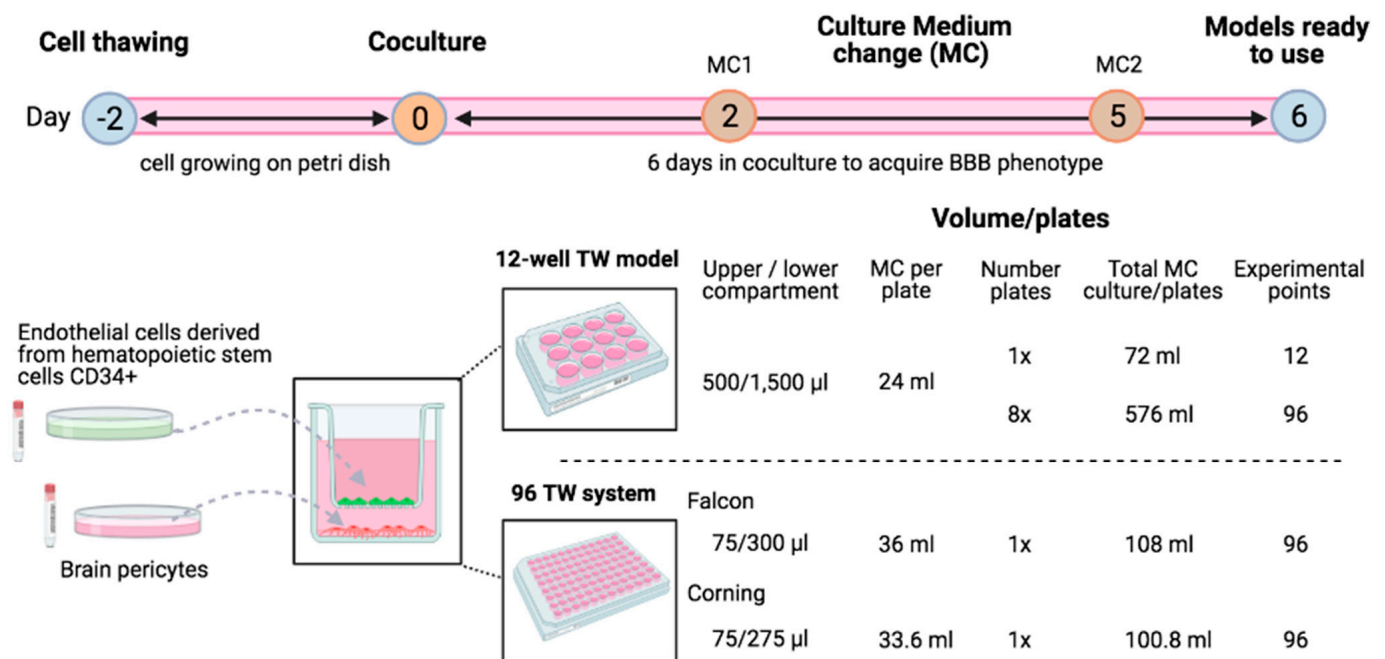 Cell thawing
Coculture
Culture Medium
change (MC)
Models ready
to use
MC1
MC2
Day
-2
0
2
5
6
cell growing on petri dish
6 days in coculture to acquire BBB phenotype
Volume/plates
12-well TW model
Upper / lower
compartment
MC per
plate
Number
plates
Total MC
culture/plates
Experimental
points
Endothelial cells derived
from hematopoietic stem
cells CD34+
500/1,500 µl
24 ml
1x
72 ml
12
8x
576 ml
96
96 TW system
Falcon
75/300 µl
36 ml
1x
108 ml
96
Corning
75/275 µl
33.6 ml
1x
100.8 ml
96
Brain pericytes